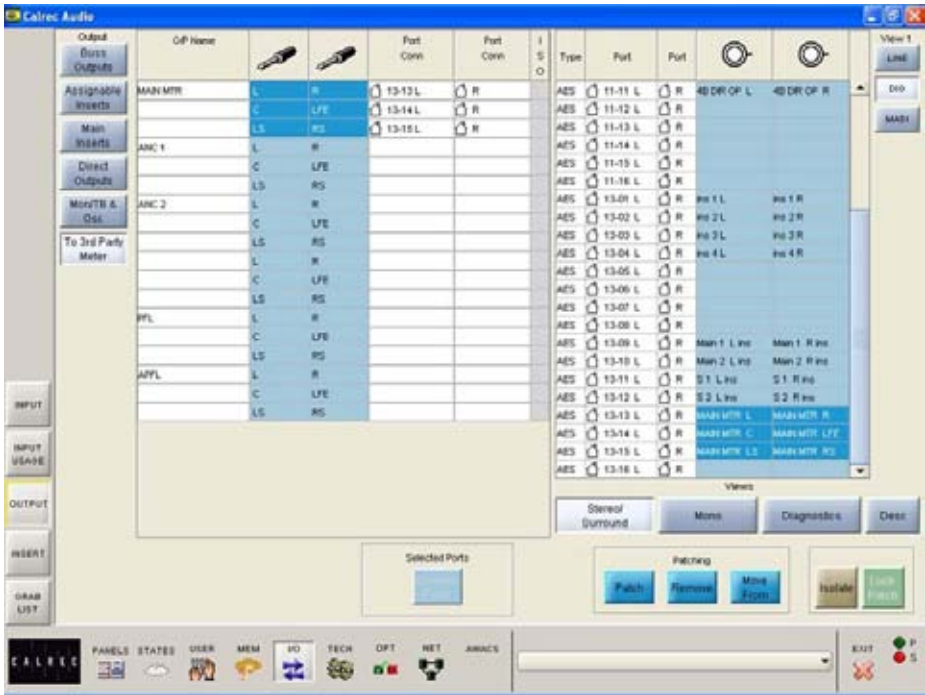 Calrec Audio
Output
Buss Outputs
Assignable Inserts
Main Inserts
Direct Outputs
Mon/TB & Osc
To 3rd Party Meter
INPUT
INPUT USAGE
OUTPUT
INSERT
GRAB LIST
O/P Name Port Conn Port Conn I S O
MAIN MTR L R 13-13 L R
C LFE 13-14 L R
LS RS 13-15 L R
ANC 1 L R
C LFE
LS RS
ANC 2 L R
C LFE
LS RS
L R
C LFE
LS RS
PFL L R
C LFE
LS RS
APFL L R
C LFE
LS RS
Type Port Port
AES 11-11 L R 4B DIR OP L 4B DIR OP R
AES 11-12 L R
AES 11-13 L R
AES 11-14 L R
AES 11-15 L R
AES 11-16 L R
AES 13-01 L R ins 1 L ins 1 R
AES 13-02 L R ins 2 L ins 2 R
AES 13-03 L R ins 3 L ins 3 R
AES 13-04 L R ins 4 L ins 4 R
AES 13-05 L R
AES 13-06 L R
AES 13-07 L R
AES 13-08 L R
AES 13-09 L R Main 1 L ins Main 1 R ins
AES 13-10 L R Main 2 L ins Main 2 R ins
AES 13-11 L R S 1 L ins S 1 R ins
AES 13-12 L R S 2 L ins S 2 R ins
AES 13-13 L R MAIN MTR L MAIN MTR R
AES 13-14 L R MAIN MTR C MAIN MTR LFE
AES 13-15 L R MAIN MTR LS MAIN MTR RS
AES 13-16 L R
View 1
LINE
DIO
MADI
Views
Stereo/ Surround Mono Diagnostics Desc
Selected Ports
Patching
Patch Remove Move From Isolate Lock Patch
CALREC PANELS STATES USER MEM I/O TECH OPT NET AWACS EXIT P S